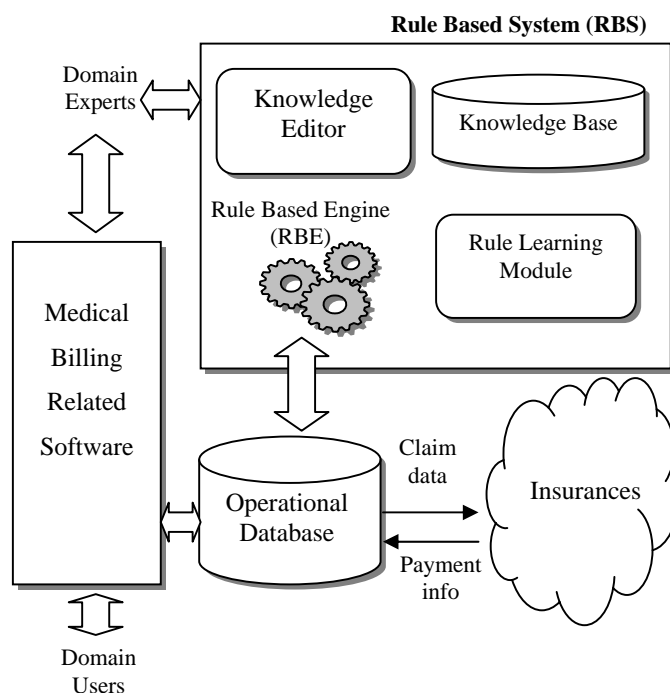 Rule Based System (RBS)
Domain
Experts
Knowledge
Editor
Knowledge Base
Rule Based Engine
(RBE)
Rule Learning
Module
Medical
Billing
Related
Software
Operational
Database
Claim
data
Payment
info
Insurances
Domain
Users